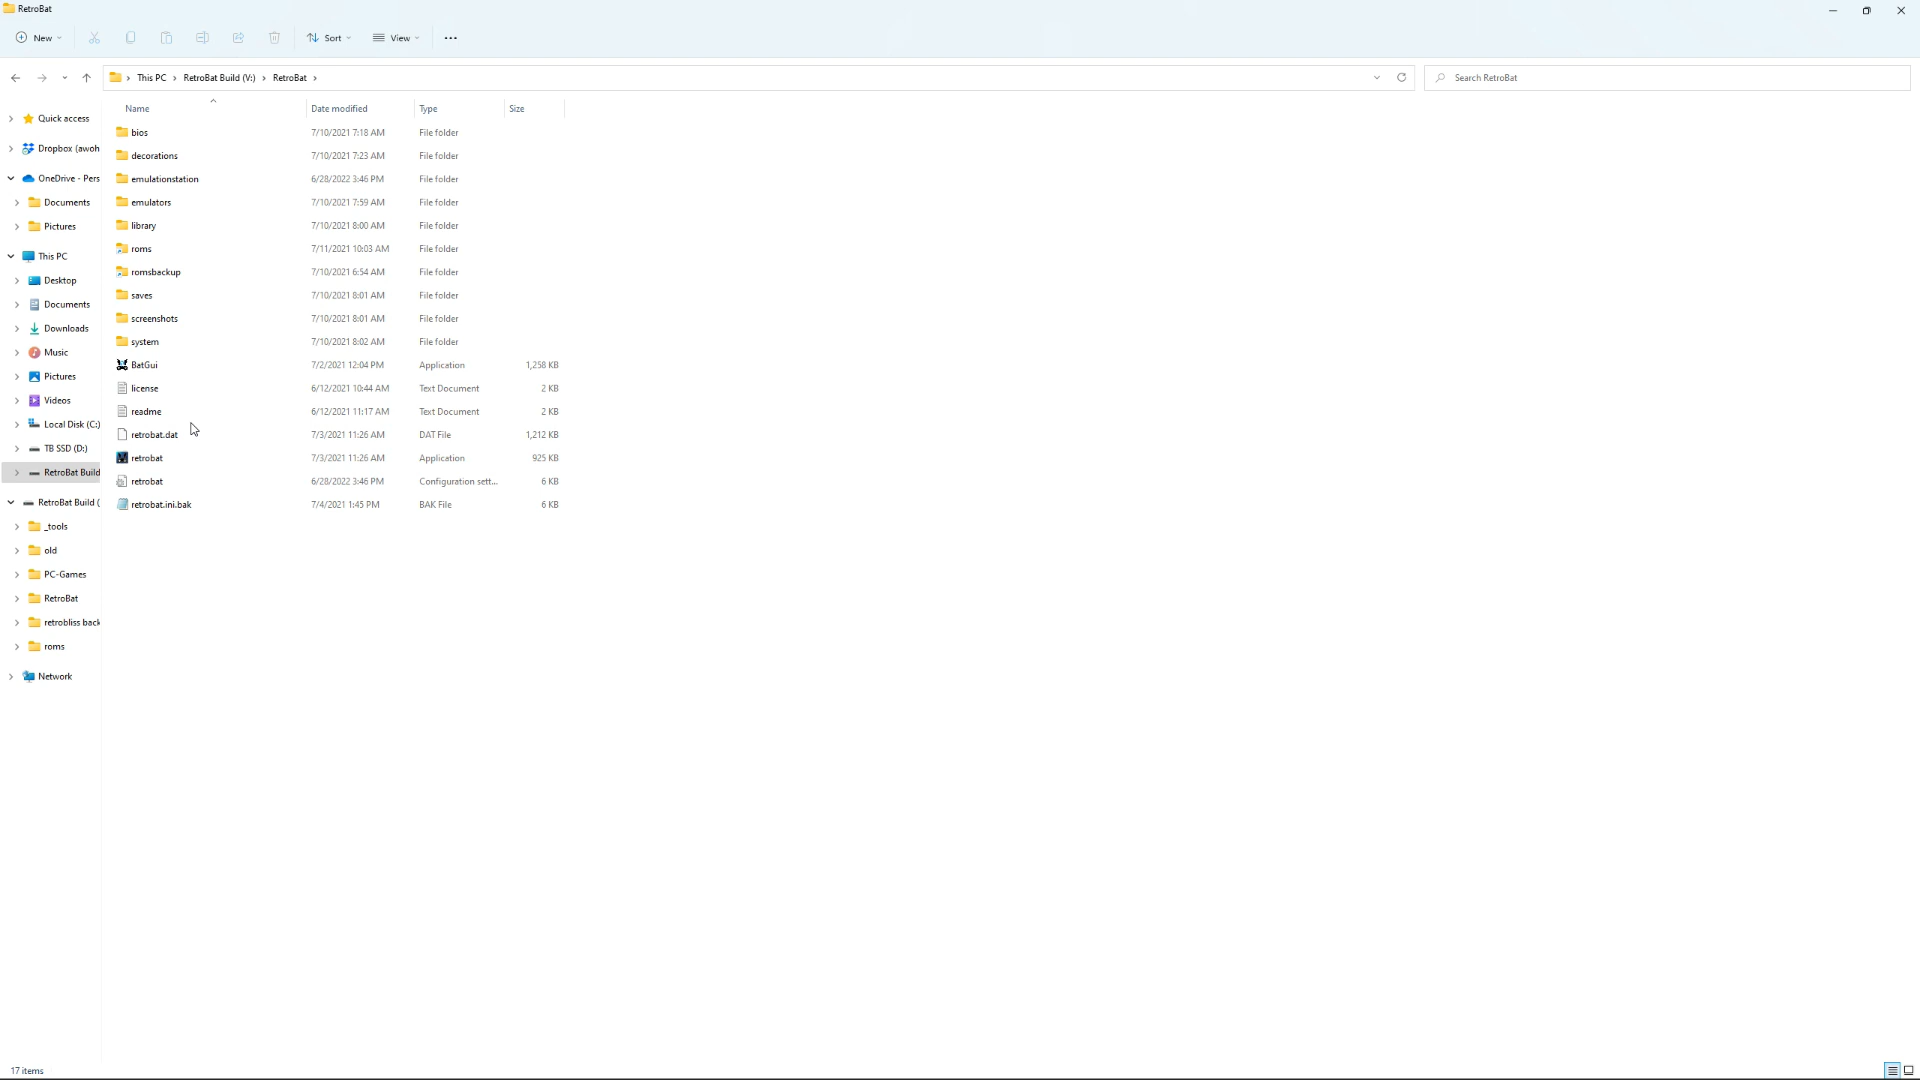 RetroBat
New
Sort
View
This PC > RetroBat Build (V:) > RetroBat >
Search RetroBat
Name Date modified Type Size
Quick access
Dropbox (awoh
OneDrive - Pers
Documents
Pictures
This PC
Desktop
Documents
Downloads
Music
Pictures
Videos
Local Disk (C:)
TB SSD (D:)
RetroBat Build
RetroBat Build (
_tools
old
PC-Games
RetroBat
retrobliss back
roms
Network
bios 7/10/2021 7:18 AM File folder
decorations 7/10/2021 7:23 AM File folder
emulationstation 6/28/2022 3:46 PM File folder
emulators 7/10/2021 7:59 AM File folder
library 7/10/2021 8:00 AM File folder
roms 7/11/2021 10:03 AM File folder
romsbackup 7/10/2021 6:54 AM File folder
saves 7/10/2021 8:01 AM File folder
screenshots 7/10/2021 8:01 AM File folder
system 7/10/2021 8:02 AM File folder
BatGui 7/2/2021 12:04 PM Application 1,258 KB
license 6/12/2021 10:44 AM Text Document 2 KB
readme 6/12/2021 11:17 AM Text Document 2 KB
retrobat.dat 7/3/2021 11:26 AM DAT File 1,212 KB
retrobat 7/3/2021 11:26 AM Application 925 KB
retrobat 6/28/2022 3:46 PM Configuration sett... 6 KB
retrobat.ini.bak 7/4/2021 1:45 PM BAK File 6 KB
17 items